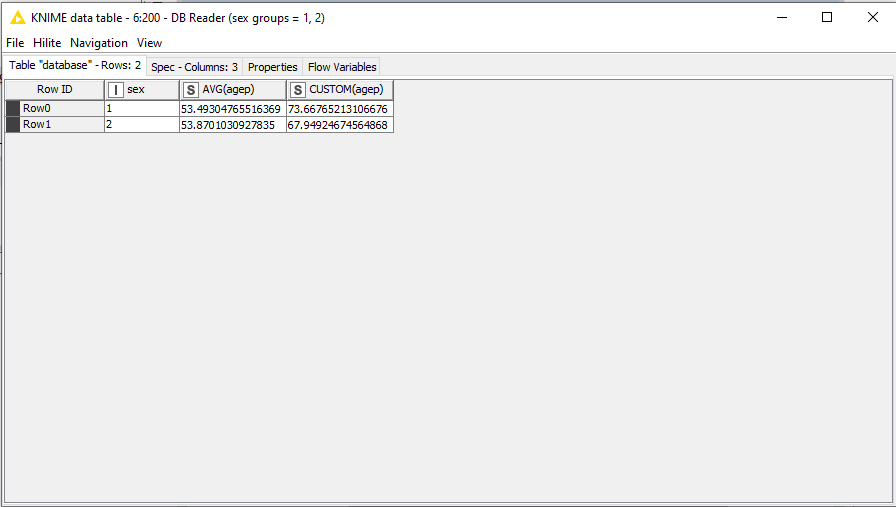 KNIME data table - 6:200 - DB Reader (sex groups = 1, 2)
File Hilite Navigation View
Table "database" - Rows: 2 Spec - Columns: 3 Properties Flow Variables
Row ID I sex S AVG(agep) S CUSTOM(agep)
Row0 1 53.49304765516369 73.66765213106676
Row1 2 53.8701030927835 67.94924674564868